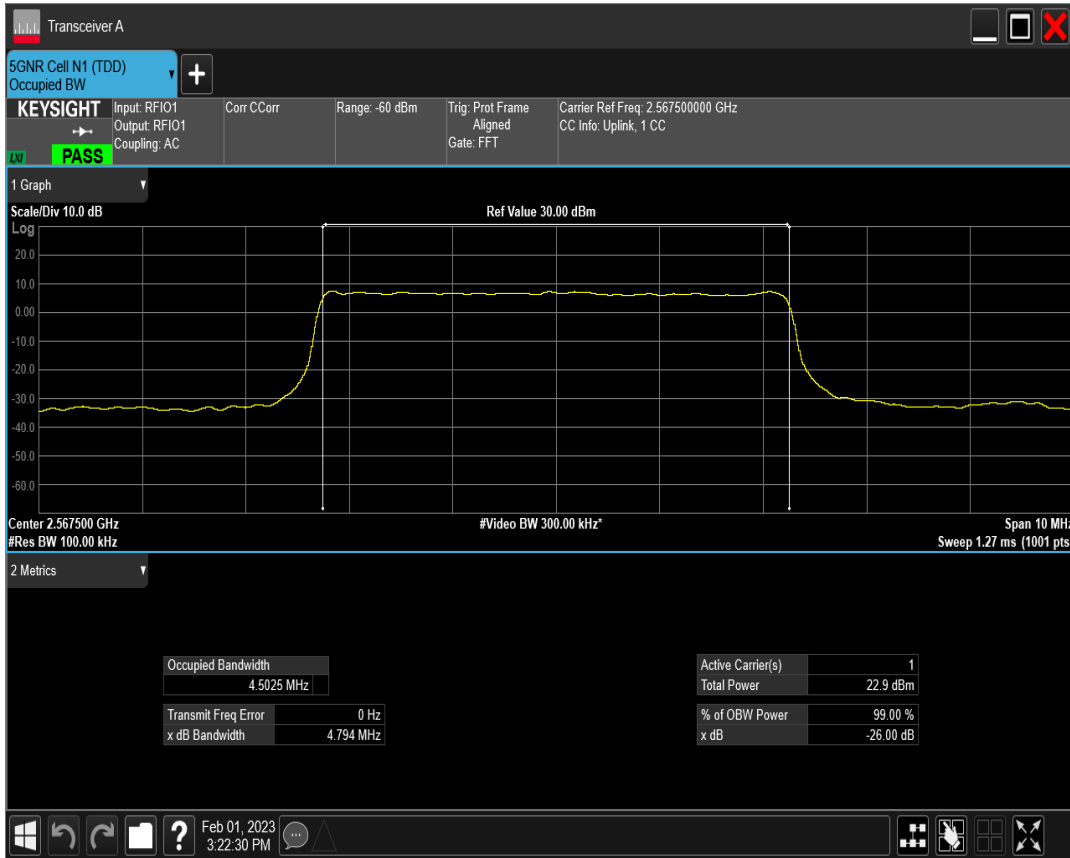 Transceiver A
5GNR Cell N1 (TDD)
Occupied BW
KEYSIGHT
LXI
PASS
Input: RFIO1
Output: RFIO1
Coupling: AC
Corr CCorr
Range: -60 dBm
Trig: Prot Frame
Aligned
Gate: FFT
Carrier Ref Freq: 2.567500000 GHz
CC Info: Uplink, 1 CC
1 Graph
Scale/Div 10.0 dB
Ref Value 30.00 dBm
Log
20.0
10.0
0.00
-10.0
-20.0
-30.0
-40.0
-50.0
-60.0
Center 2.567500 GHz
#Video BW 300.00 kHz*
Span 10 MHz
#Res BW 100.00 kHz
Sweep 1.27 ms (1001 pts
2 Metrics
Occupied Bandwidth
4.5025 MHz
Transmit Freq Error 0 Hz
x dB Bandwidth 4.794 MHz
Active Carrier(s) 1
Total Power 22.9 dBm
% of OBW Power 99.00 %
x dB -26.00 dB
?
Feb 01, 2023
3:22:30 PM